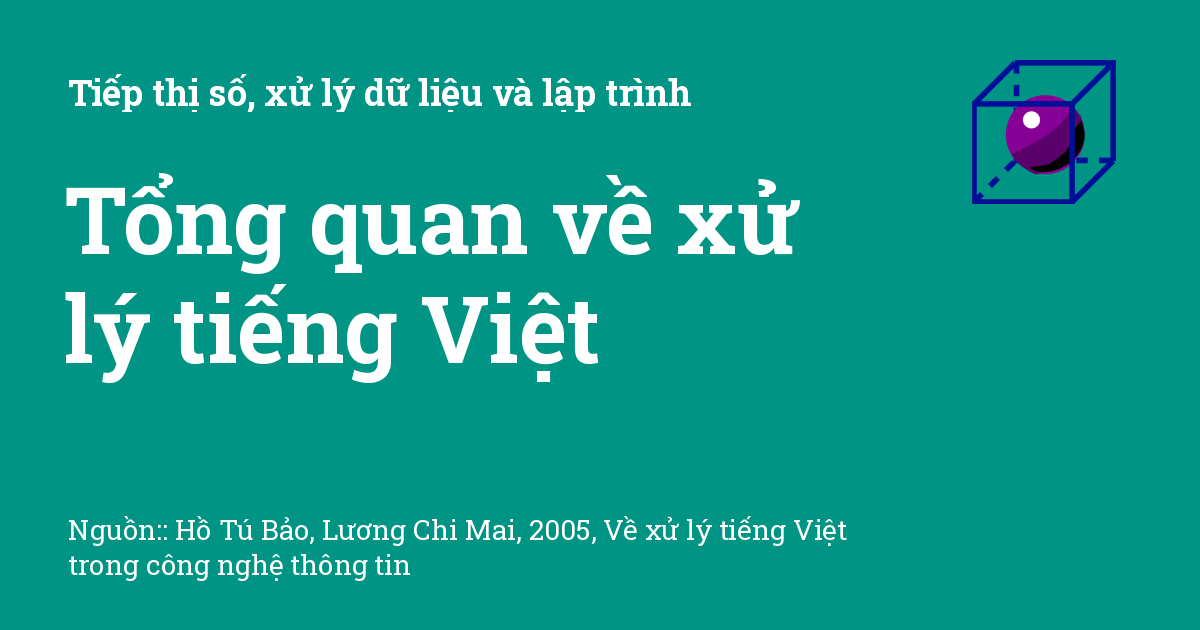 Tiếp thị số, xử lý dữ liệu và lập trình
Tổng quan về xử
lý tiếng Việt
Nguồn:: Hồ Tú Bảo, Lương Chi Mai, 2005, Về xử lý tiếng Việt
trong công nghệ thông tin